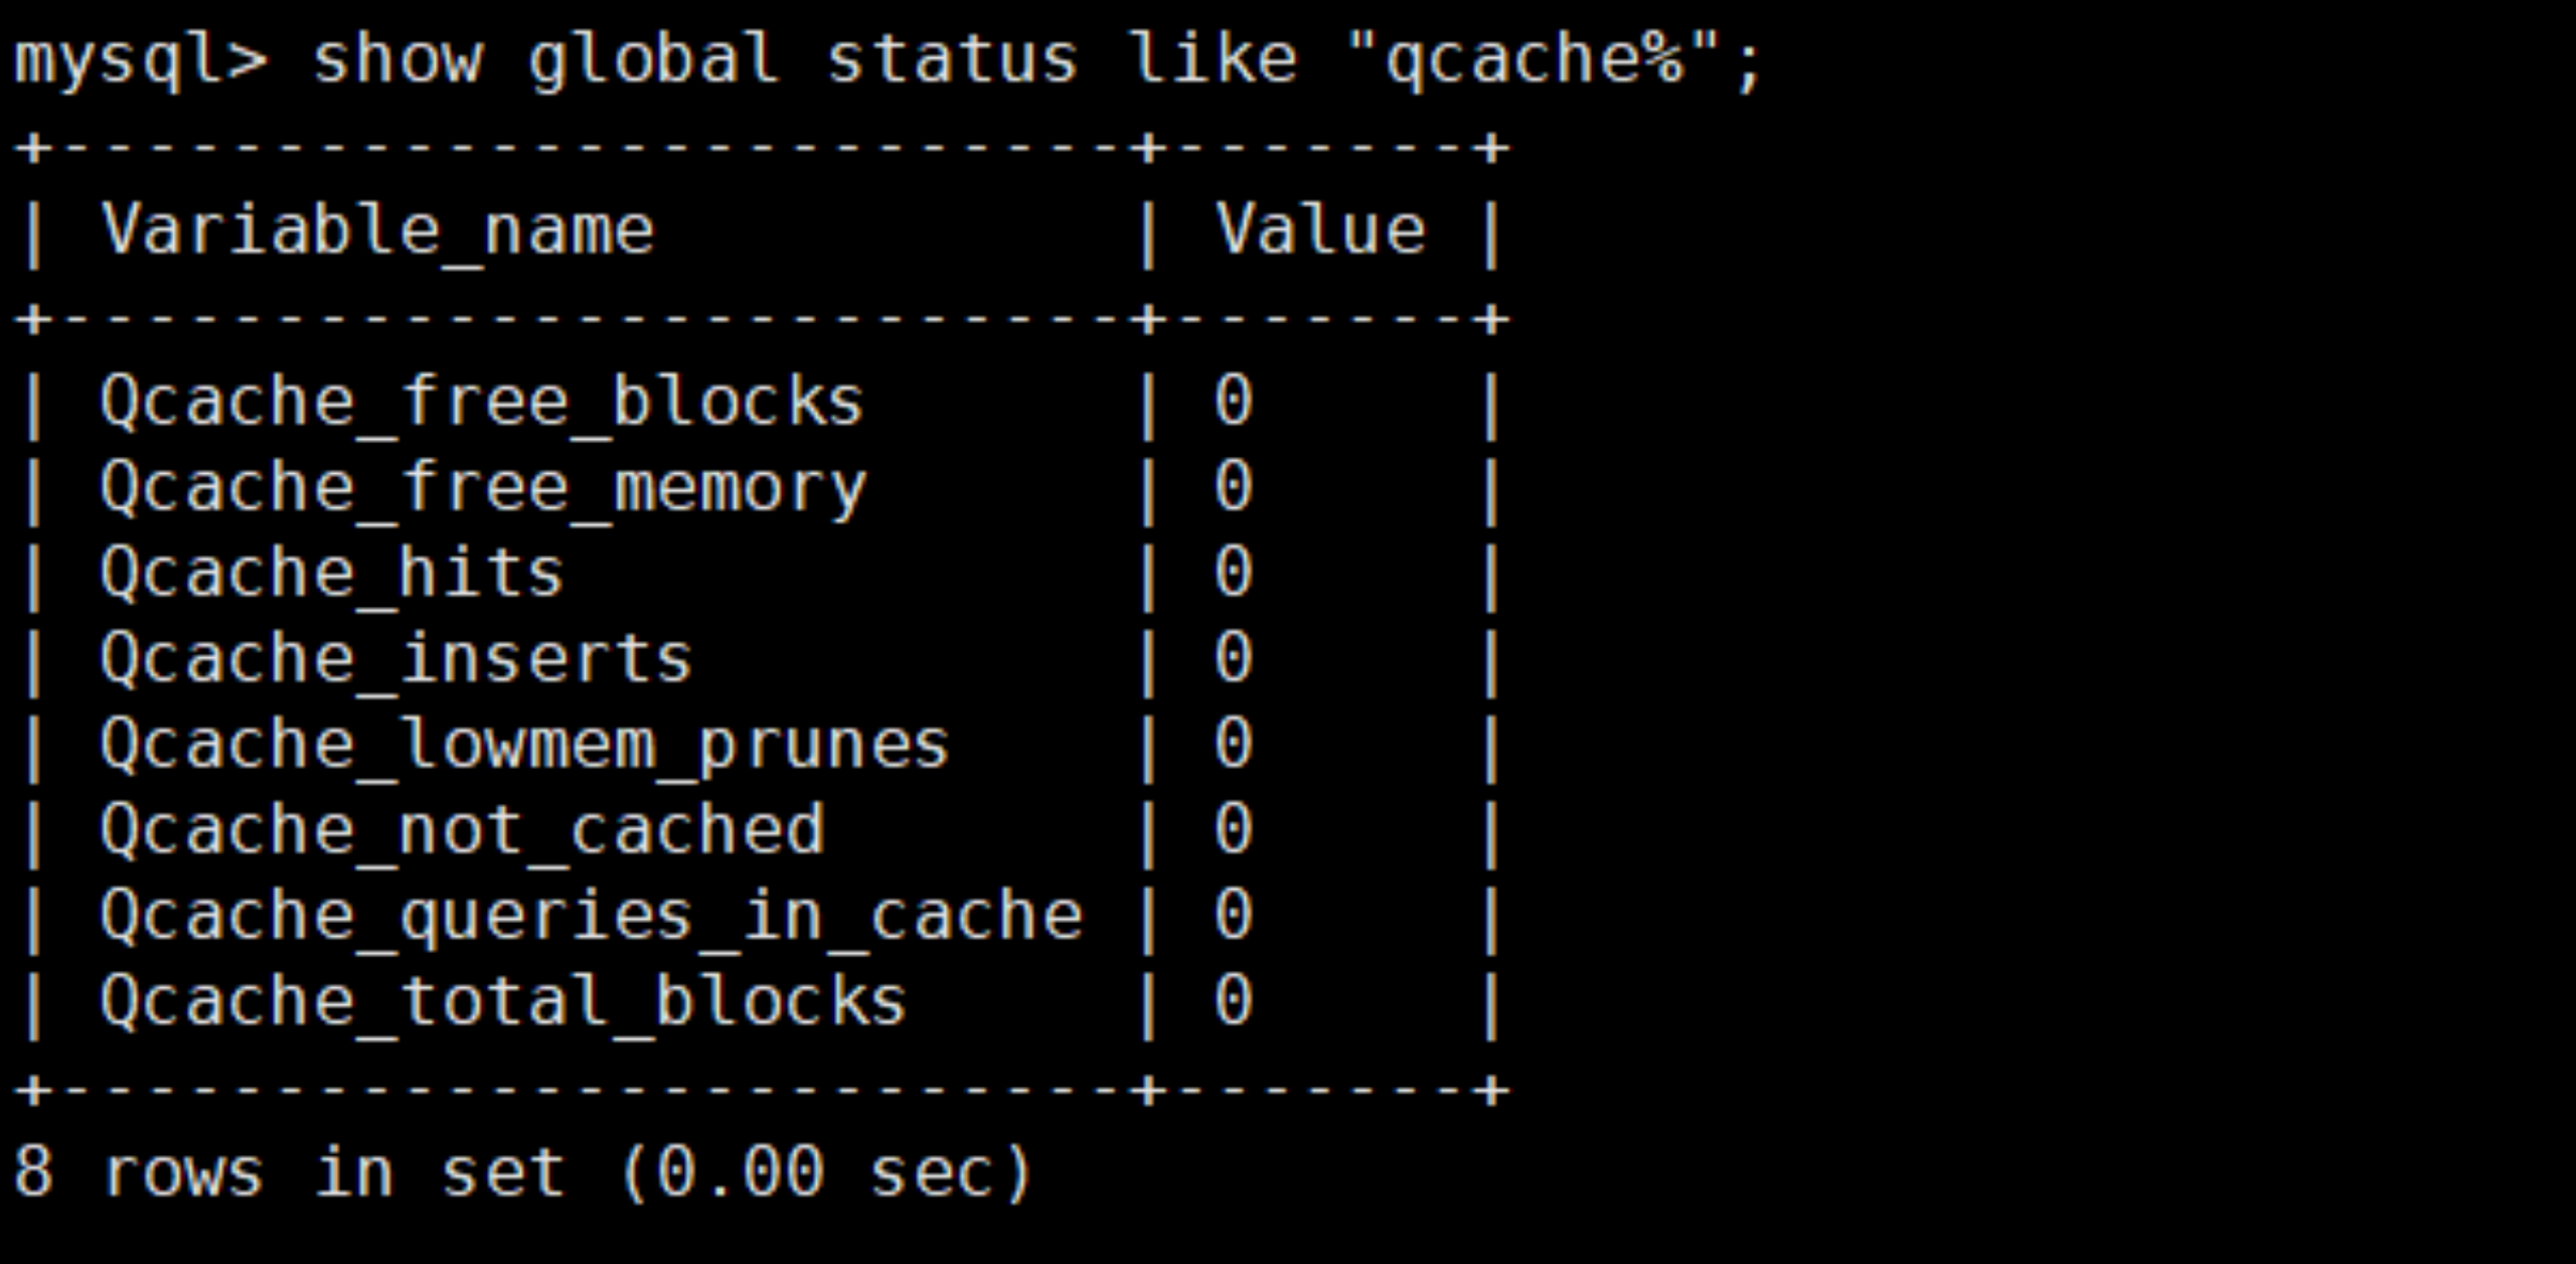 mysql> show global status like "qcache%";
+-------------------------+-------+
| Variable_name           | Value |
+-------------------------+-------+
| Qcache_free_blocks      | 0     |
| Qcache_free_memory      | 0     |
| Qcache_hits             | 0     |
| Qcache_inserts          | 0     |
| Qcache_lowmem_prunes    | 0     |
| Qcache_not_cached       | 0     |
| Qcache_queries_in_cache | 0     |
| Qcache_total_blocks     | 0     |
+-------------------------+-------+
8 rows in set (0.00 sec)